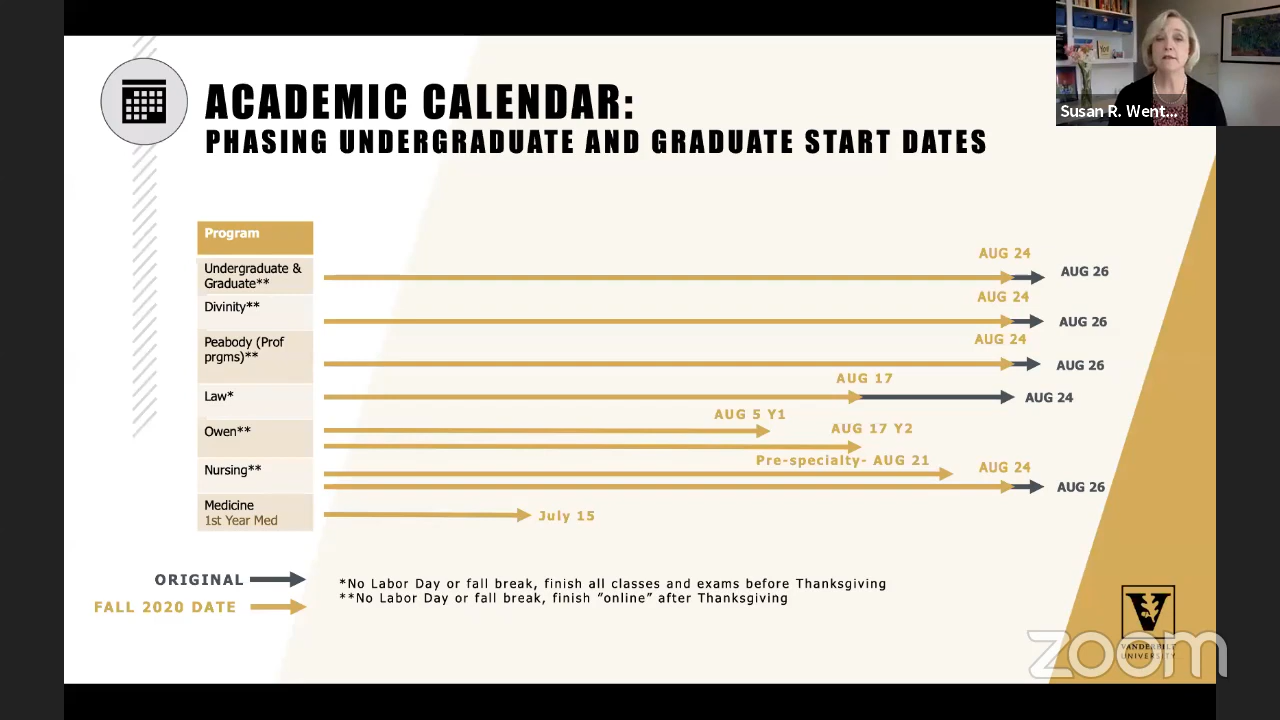 ACADEMIC CALENDAR:
PHASING UNDERGRADUATE AND GRADUATE START DATES
Susan R. Went...
Program
Undergraduate &
Graduate**
AUG 24
AUG 26
Divinity**
AUG 24
AUG 26
Peabody (Prof
prgms)**
AUG 24
AUG 26
Law*
AUG 17
AUG 24
Owen**
AUG 5 Y1
AUG 17 Y2
Nursing**
Pre-specialty- AUG 21
AUG 24
AUG 26
Medicine
1st Year Med
July 15
ORIGINAL
FALL 2020 DATE
*No Labor Day or fall break, finish all classes and exams before Thanksgiving
**No Labor Day or fall break, finish “online” after Thanksgiving
V
VANDERBILT
UNIVERSITY
zoom